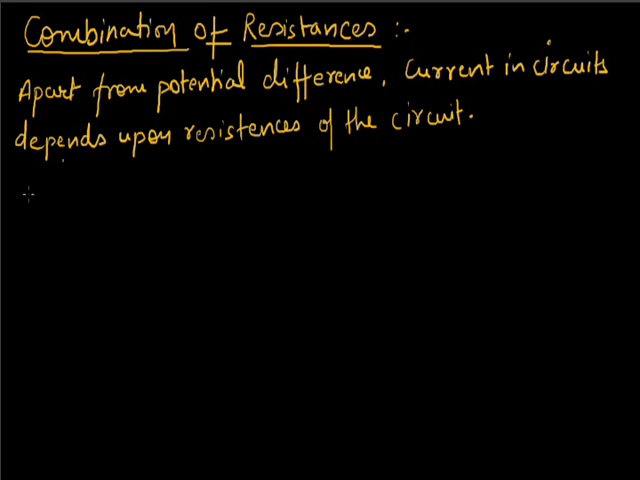 Combination of Resistances :-
Apart from potential difference, Current in circuits
depends upon resistences of the circuit.